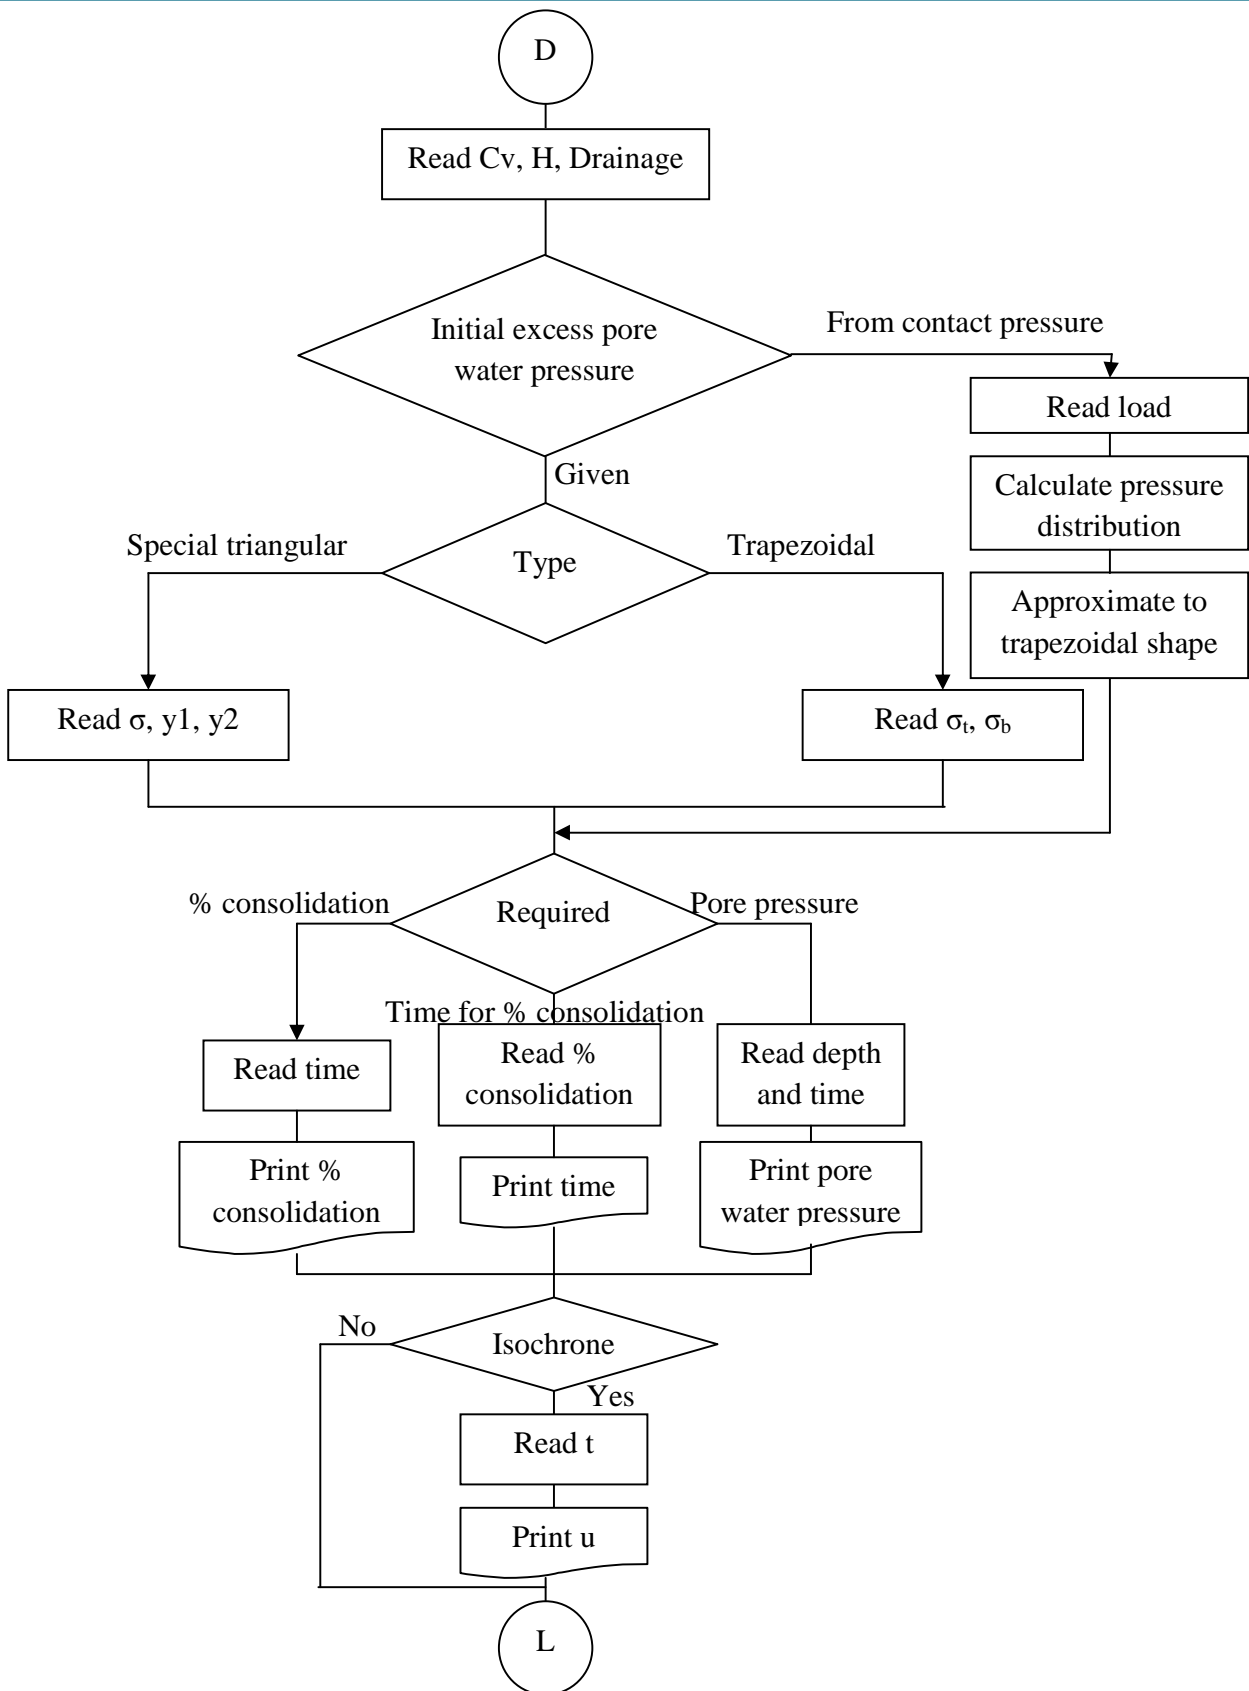 D
Read Cv, H, Drainage
Initial excess pore
water pressure
From contact pressure
Read load
Given
Calculate pressure
distribution
Special triangular
Type
Trapezoidal
Approximate to
trapezoidal shape
Read σ, y1, y2
Read σt, σb
% consolidation
Required
Pore pressure
Time for % consolidation
Read time
Read %
consolidation
Read depth
and time
Print %
consolidation
Print time
Print pore
water pressure
No
Isochrone
Yes
Read t
Print u
L